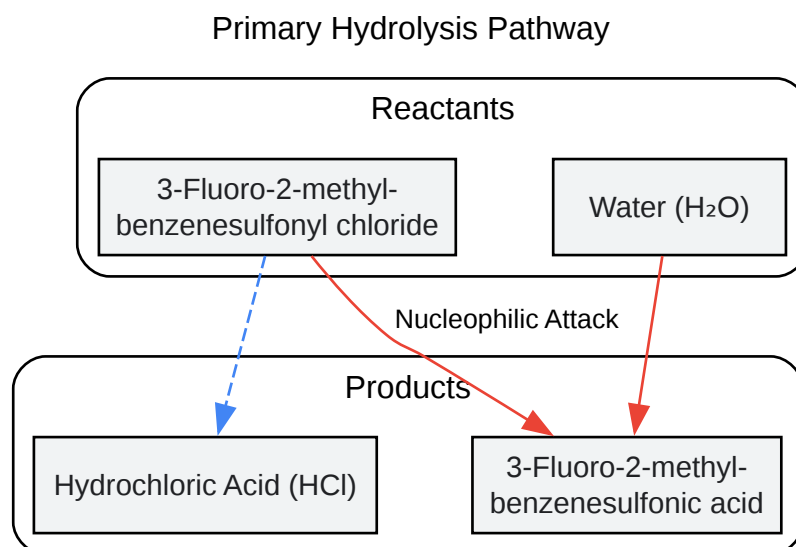 Primary Hydrolysis Pathway
Reactants
3-Fluoro-2-methyl-
benzenesulfonyl chloride
Water (H₂O)
Nucleophilic Attack
Products
Hydrochloric Acid (HCl)
3-Fluoro-2-methyl-
benzenesulfonic acid